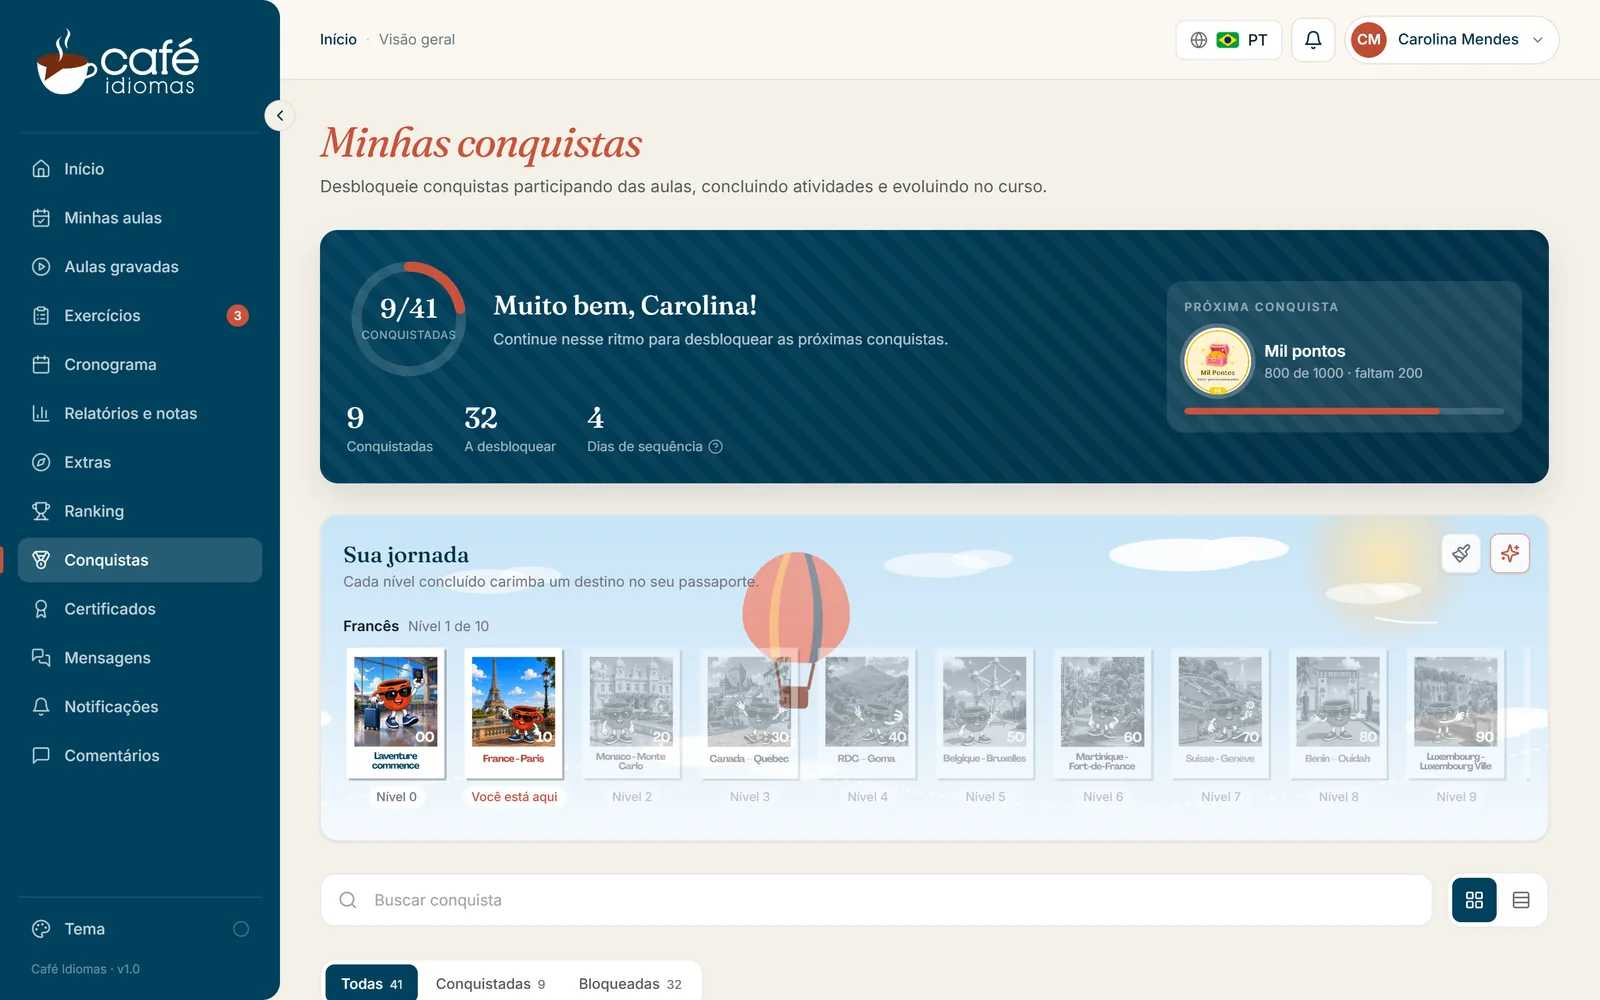 café
idiomas
Início
Minhas aulas
Aulas gravadas
Exercícios 3
Cronograma
Relatórios e notas
Extras
Ranking
Conquistas
Certificados
Mensagens
Notificações
Comentários
Tema
Café Idiomas · v1.0
Início · Visão geral
PT
CM Carolina Mendes
Minhas conquistas
Desbloqueie conquistas participando das aulas, concluindo atividades e evoluindo no curso.
9/41
CONQUISTADAS
Muito bem, Carolina!
Continue nesse ritmo para desbloquear as próximas conquistas.
9
Conquistadas
32
A desbloquear
4
Dias de sequência
PRÓXIMA CONQUISTA
Mil Pontos
Mil pontos
800 de 1000 · faltam 200
Sua jornada
Cada nível concluído carimba um destino no seu passaporte.
Francês Nível 1 de 10
00
L'aventure
commence
Nível 0
10
France - Paris
Você está aqui
20
Monaco - Monte
Carlo
Nível 2
30
Canada - Québec
Nível 3
40
RDC - Goma
Nível 4
50
Belgique - Bruxelles
Nível 5
60
Martinique -
Fort-de-France
Nível 6
70
Suisse - Genève
Nível 7
80
Benin - Ouidah
Nível 8
90
Luxembourg -
Luxembourg Ville
Nível 9
Buscar conquista
Todas 41
Conquistadas 9
Bloqueadas 32